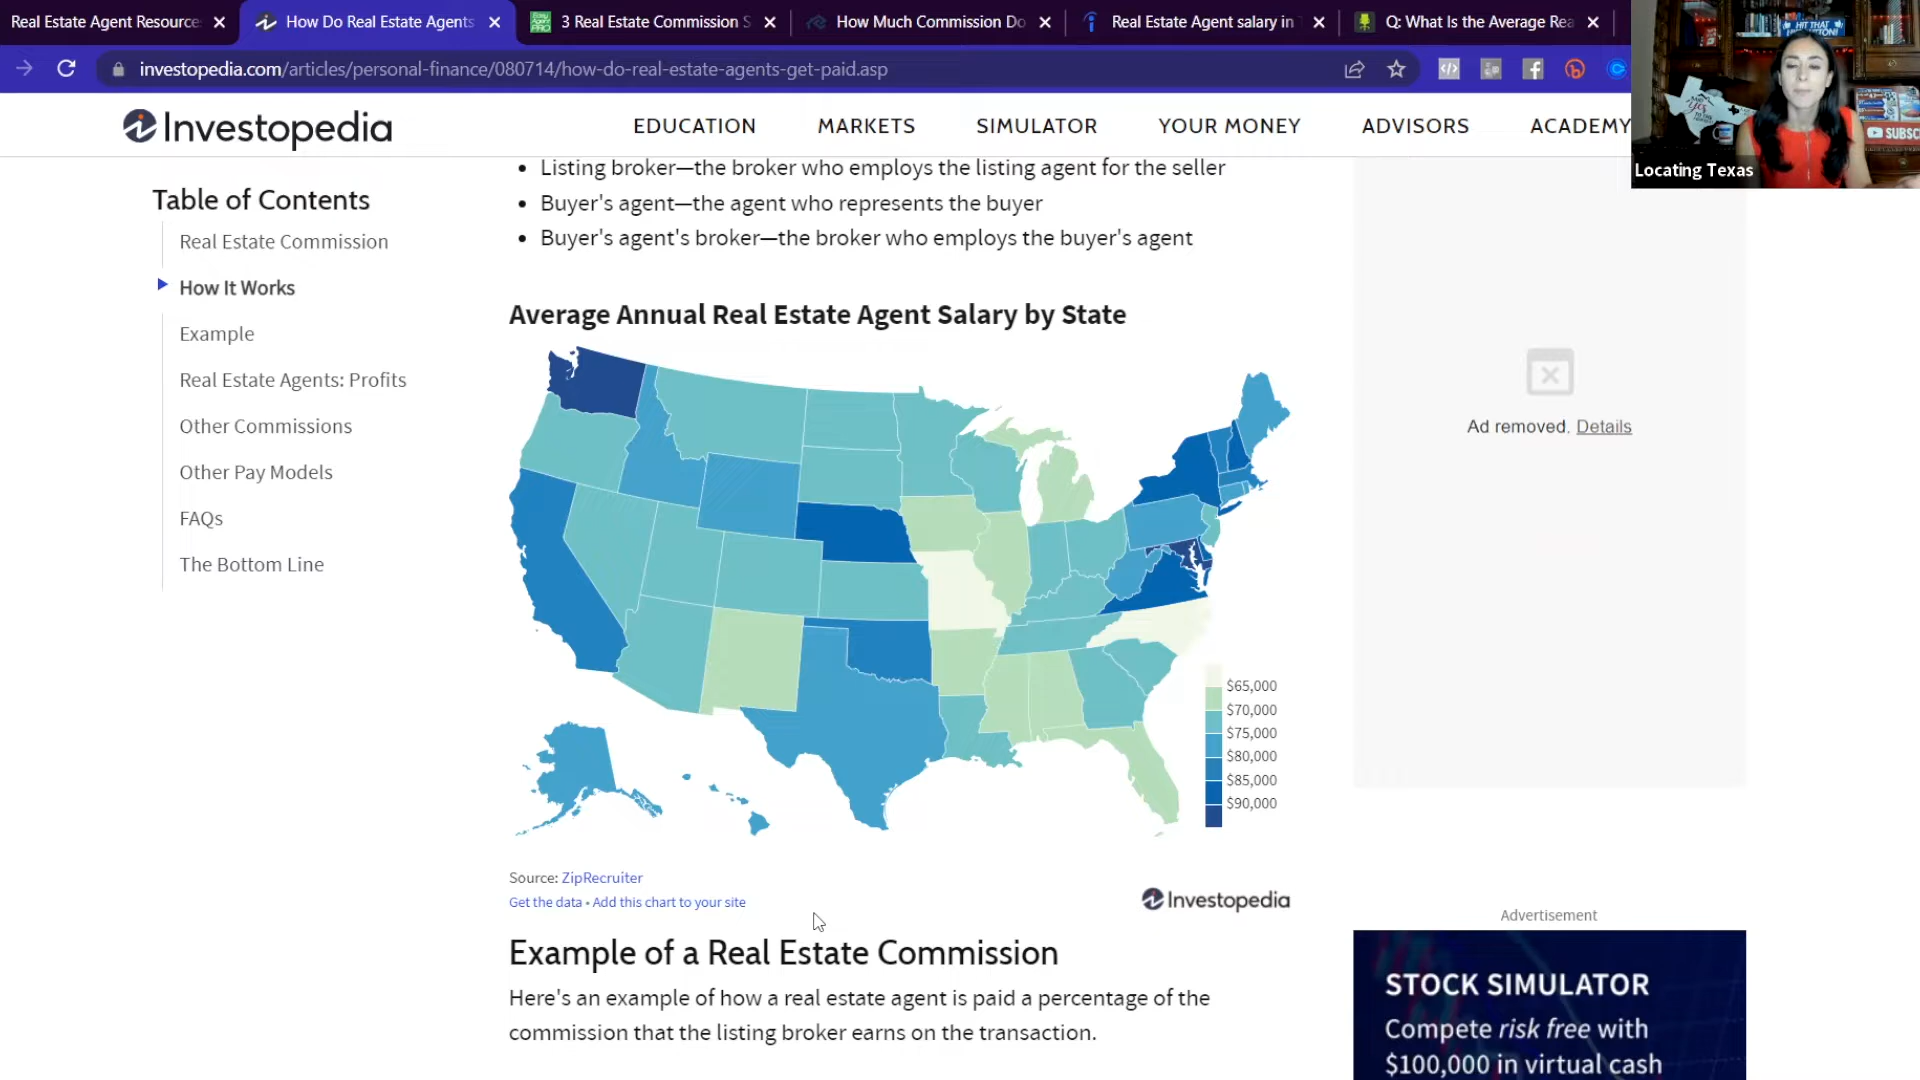 Real Estate Agent Resource
How Do Real Estate Agents
3 Real Estate Commission S
How Much Commission Do
Real Estate Agent salary in
Q: What Is the Average Rea
investopedia.com/articles/personal-finance/080714/how-do-real-estate-agents-get-paid.asp
HIT THAT
SUBSC
Locating Texas
Investopedia
EDUCATION
MARKETS
SIMULATOR
YOUR MONEY
ADVISORS
ACADEMY
Table of Contents
Real Estate Commission
How It Works
Example
Real Estate Agents: Profits
Other Commissions
Other Pay Models
FAQs
The Bottom Line
• Listing broker—the broker who employs the listing agent for the seller
• Buyer's agent—the agent who represents the buyer
• Buyer's agent's broker—the broker who employs the buyer's agent
Average Annual Real Estate Agent Salary by State
$65,000
$70,000
$75,000
$80,000
$85,000
$90,000
Source: ZipRecruiter
Get the data • Add this chart to your site
Investopedia
Example of a Real Estate Commission
Here's an example of how a real estate agent is paid a percentage of the
commission that the listing broker earns on the transaction.
Ad removed. Details
Advertisement
STOCK SIMULATOR
Compete risk free with
$100,000 in virtual cash